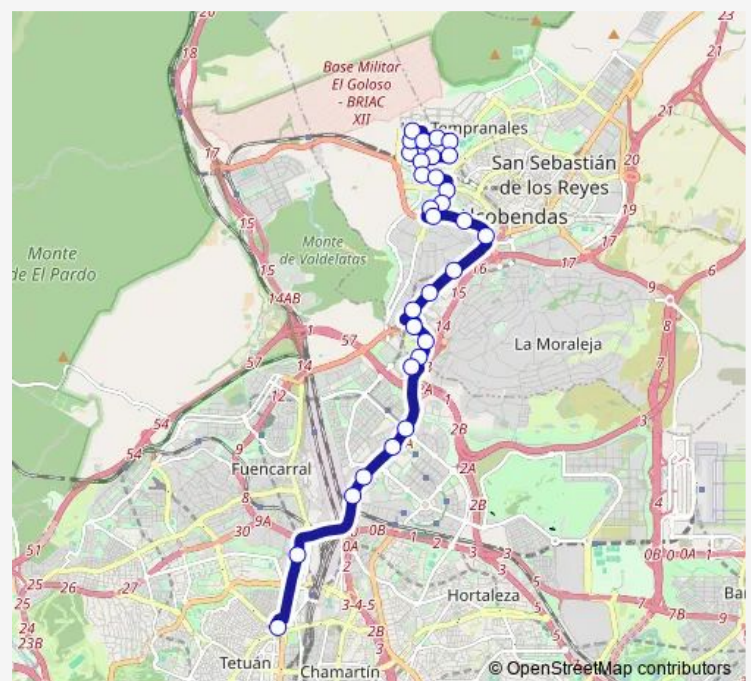 20
18
23
21
22
21
Base Militar
El Goloso
- BRIAC
XII
Tempranales
17
20
San Sebastián
de los Reyes
19
15
Alcobendas
Monte
de El Pardo
Monte
de Valdelatas
17
17
15
16
9
6
14AB
15
8
1
57
14
57
14
La Moraleja
12
54
1
2B
3
54
9
Fuencarral
2A
4
8
2B
51
9A
30
0B
1
2
3
0A
2
5
0B
0A
1
25
26
27
7B
Hortaleza
24
23B
3-4-5
2B
Tetuán
Chamartín
© OpenStreetMap contributors